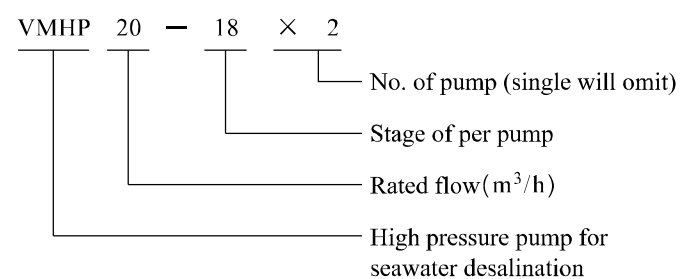 VMHP 20 - 18 × 2
No. of pump (single will omit)
Stage of per pump
Rated flow(m³/h)
High pressure pump for
seawater desalination